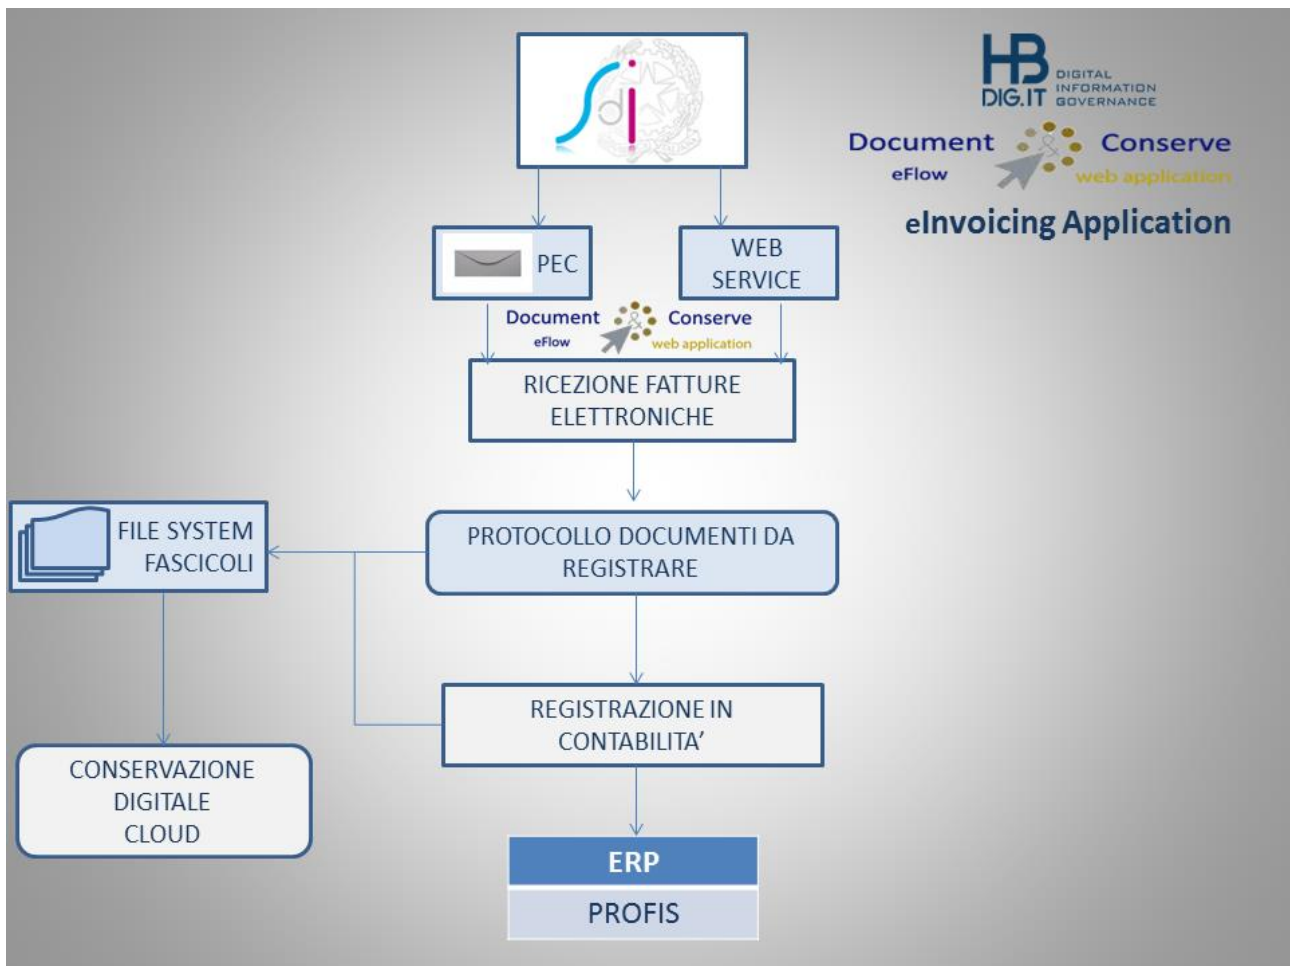 Sdi
HB
DIG.IT
DIGITAL
INFORMATION
GOVERNANCE
Document & Conserve
eFlow web application
eInvoicing Application
PEC
WEB
SERVICE
Document & Conserve
eFlow web application
RICEZIONE FATTURE
ELETTRONICHE
FILE SYSTEM
FASCICOLI
PROTOCOLLO DOCUMENTI DA
REGISTRARE
REGISTRAZIONE IN
CONTABILITA’
CONSERVAZIONE
DIGITALE
CLOUD
ERP
PROFIS